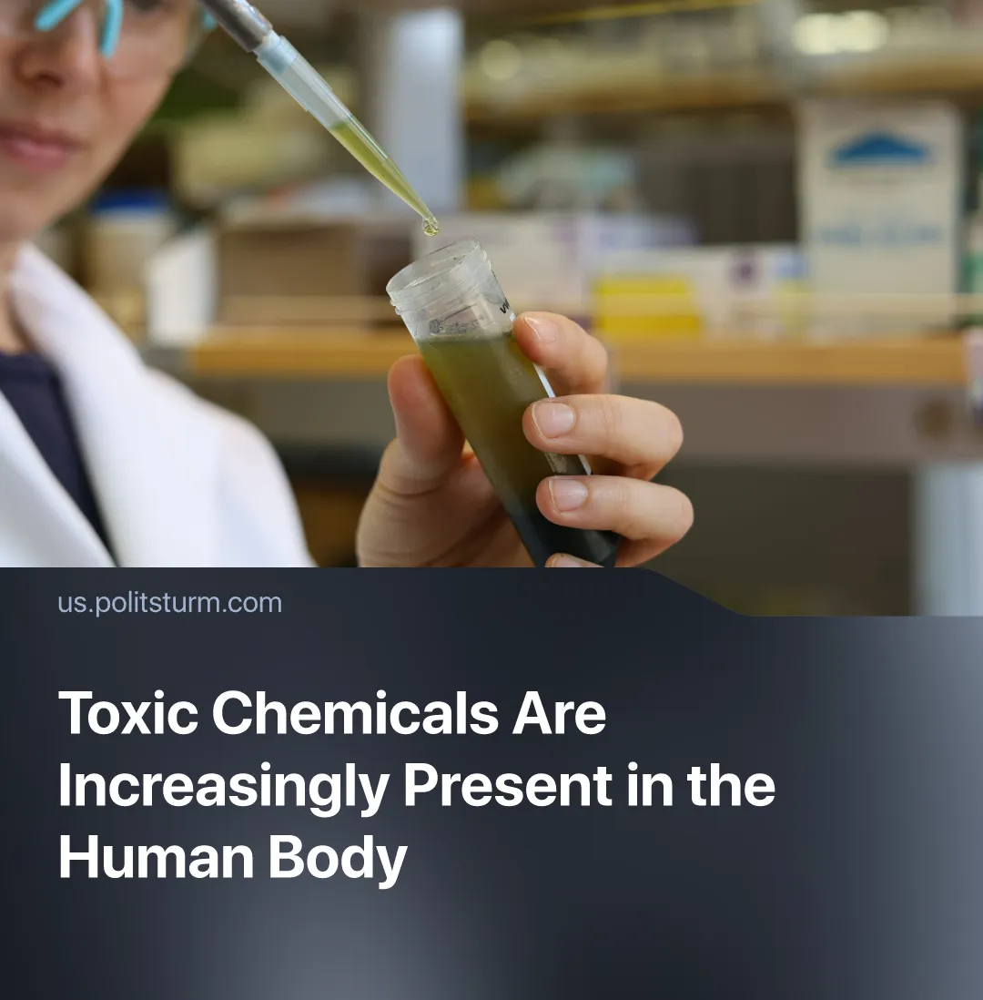 us.politsturm.com
Toxic Chemicals Are
Increasingly Present in the
Human Body